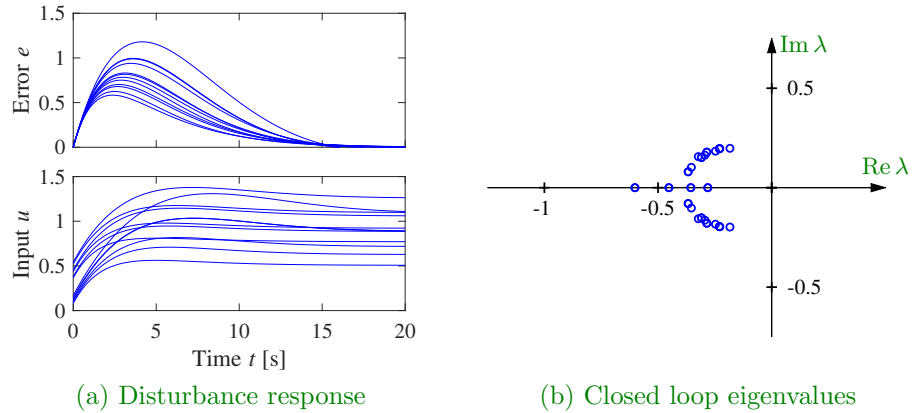 1.5
1
0.5
0
Error e
1.5
1
0.5
0
Input u
0 5 10 15 20
Time t [s]
(a) Disturbance response
Im λ
0.5
Re λ
-1 -0.5
-0.5
(b) Closed loop eigenvalues